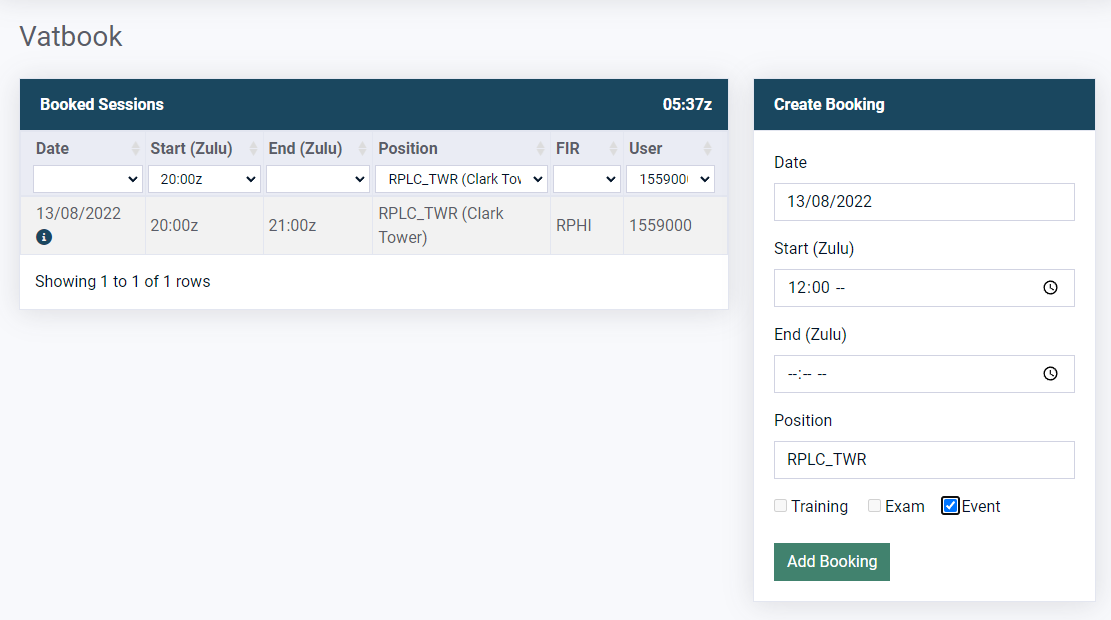 Vatbook
Booked Sessions 05:37z
Date Start (Zulu) End (Zulu) Position FIR User
20:00z RPLC_TWR (Clark Tow 1559000
13/08/2022 20:00z 21:00z RPLC_TWR (Clark Tower) RPHI 1559000
Showing 1 to 1 of 1 rows
Create Booking
Date
13/08/2022
Start (Zulu)
12:00 --
End (Zulu)
--:-- --
Position
RPLC_TWR
Training Exam Event
Add Booking